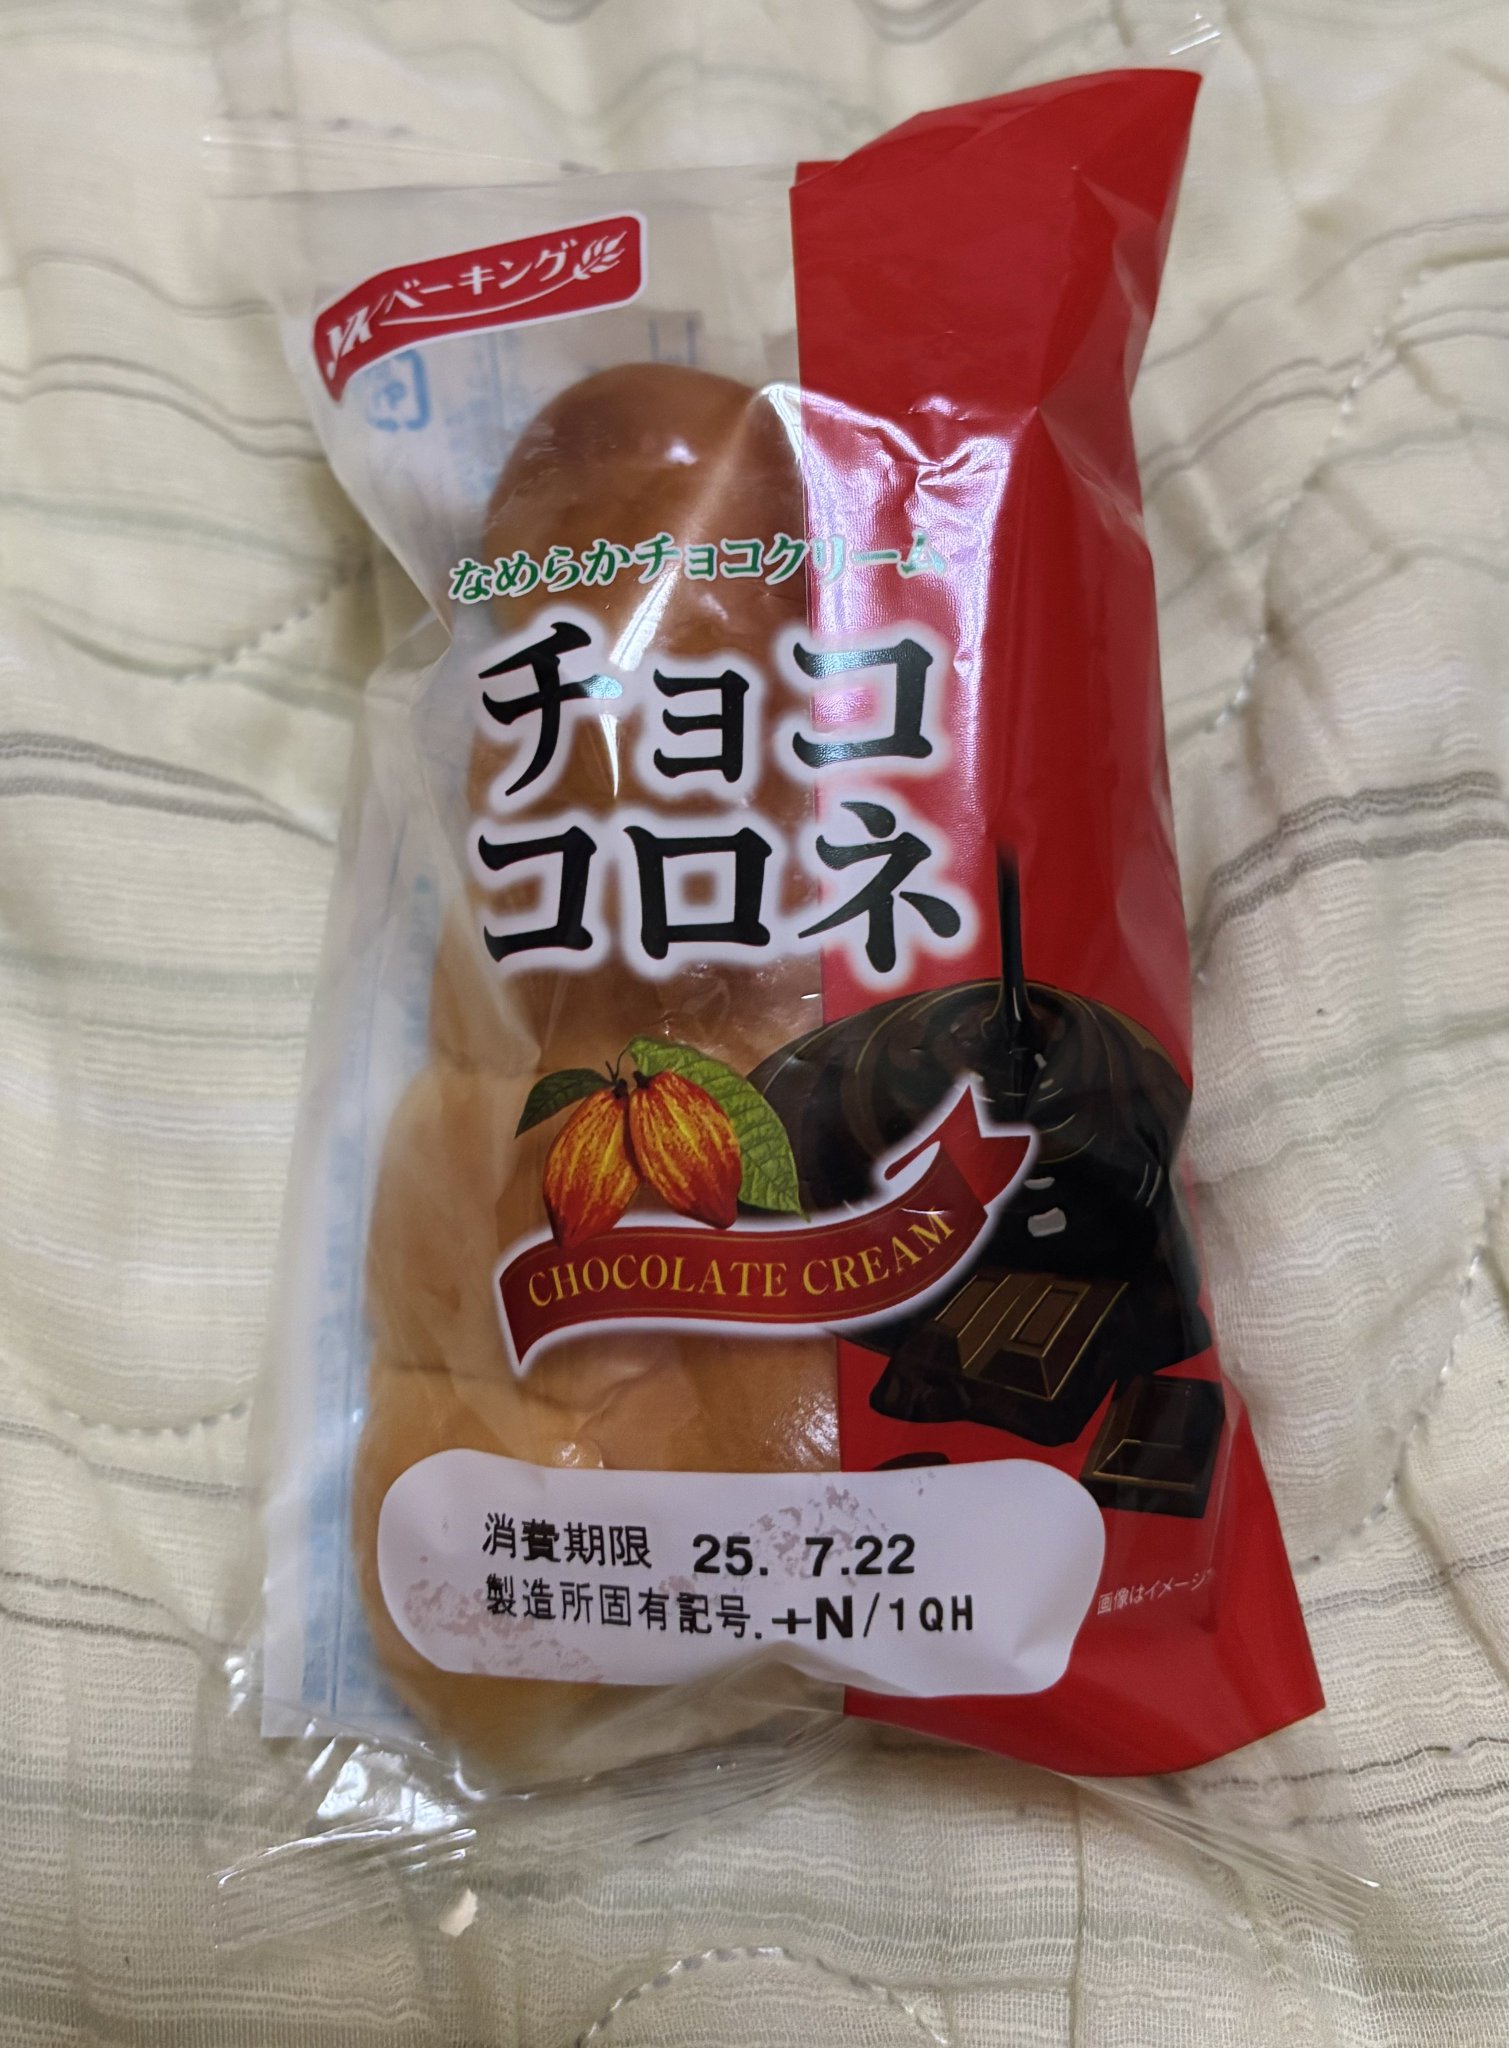 YKベーキング
なめらかチョコクリーム
チョコ
コロネ
CHOCOLATE CREAM
消費期限 25. 7.22
製造所固有記号.+N/1QH
画像はイメージ